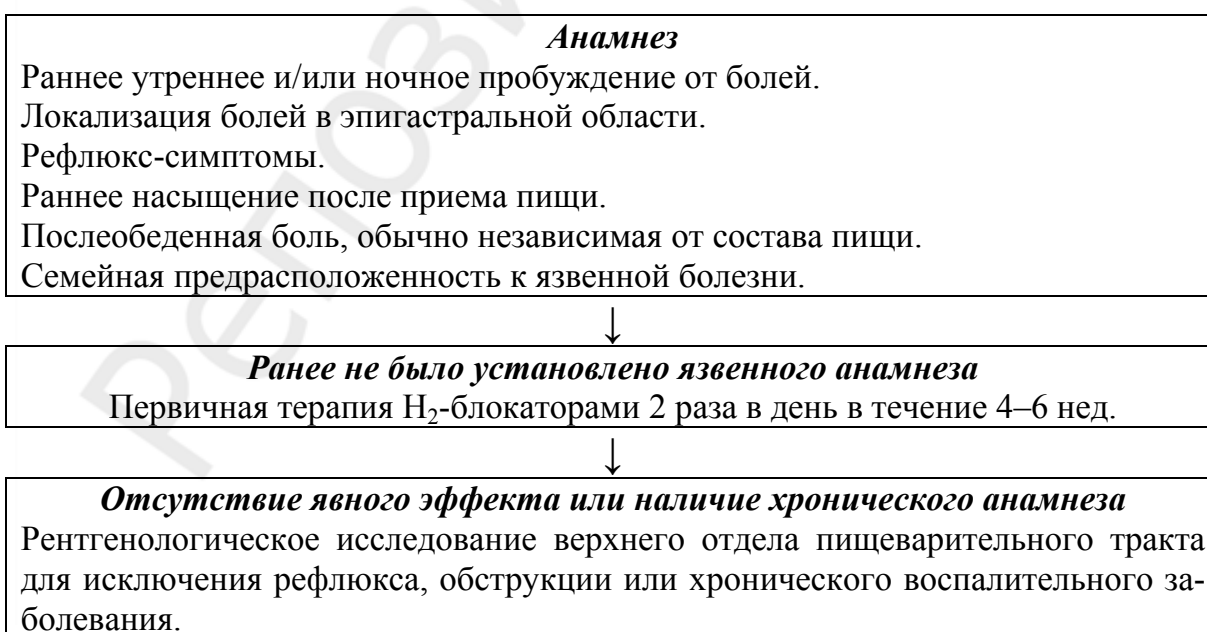 Анамнез
Раннее утреннее и/или ночное пробуждение от болей.
Локализация болей в эпигастральной области.
Рефлюкс-симптомы.
Раннее насыщение после приема пищи.
Послеобеденная боль, обычно независимая от состава пищи.
Семейная предрасположенность к язвенной болезни.
↓
Ранее не было установлено язвенного анамнеза
Первичная терапия H₂-блокаторами 2 раза в день в течение 4–6 нед.
↓
Отсутствие явного эффекта или наличие хронического анамнеза
Рентгенологическое исследование верхнего отдела пищеварительного тракта
для исключения рефлюкса, обструкции или хронического воспалительного за-
болевания.